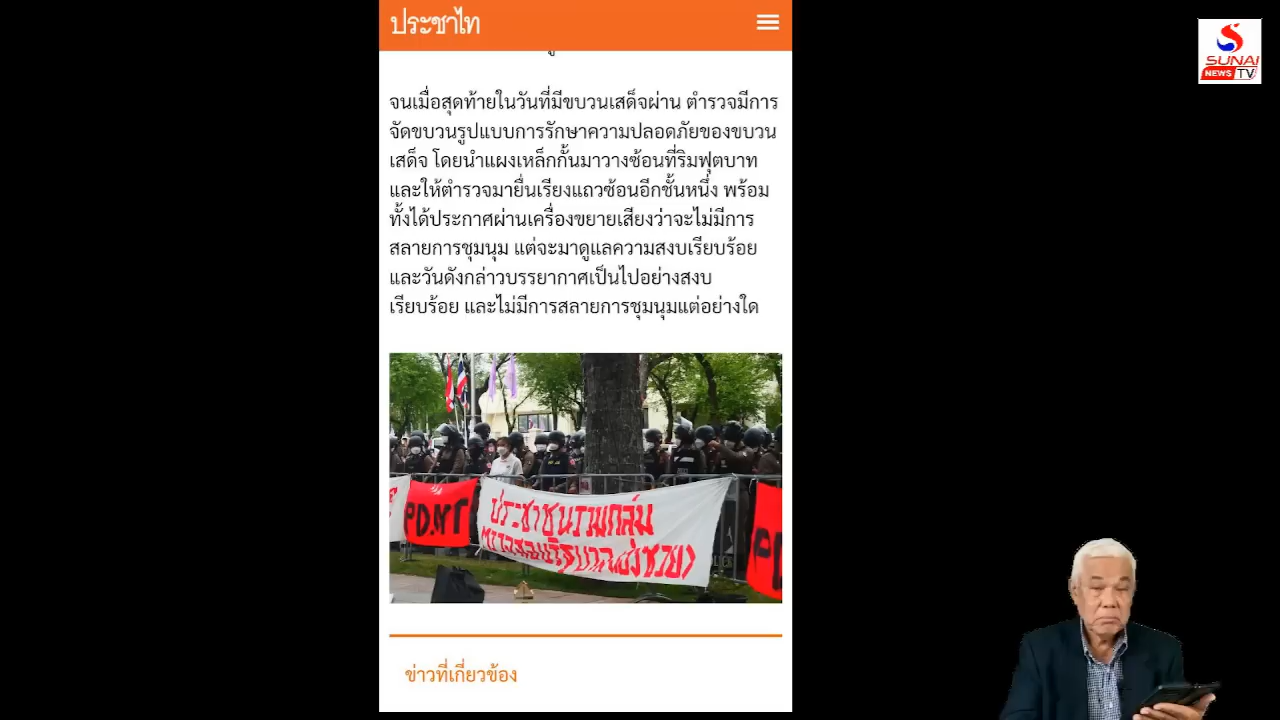 ประชาไท
จนเมื่อสุดท้ายในวันที่มีขบวนเสด็จผ่าน ตำรวจมีการ
จัดขบวนรูปแบบการรักษาความปลอดภัยของขบวน
เสด็จ โดยนำแผงเหล็กกั้นมาวางซ้อนที่ริมฟุตบาท
และให้ตำรวจมายื่นเรียงแถวซ้อนอีกชั้นหนึ่ง พร้อม
ทั้งได้ประกาศผ่านเครื่องขยายเสียงว่าจะไม่มีการ
สลายการชุมนุม แต่จะมาดูแลความสงบเรียบร้อย
และวันดังกล่าวบรรยากาศเป็นไปอย่างสงบ
เรียบร้อย และไม่มีการสลายการชุมนุมแต่อย่างใด
PD.MT
ประชาชนรวมกลุ่ม
ข่าวที่เกี่ยวข้อง
SUNAI
NEWS TV